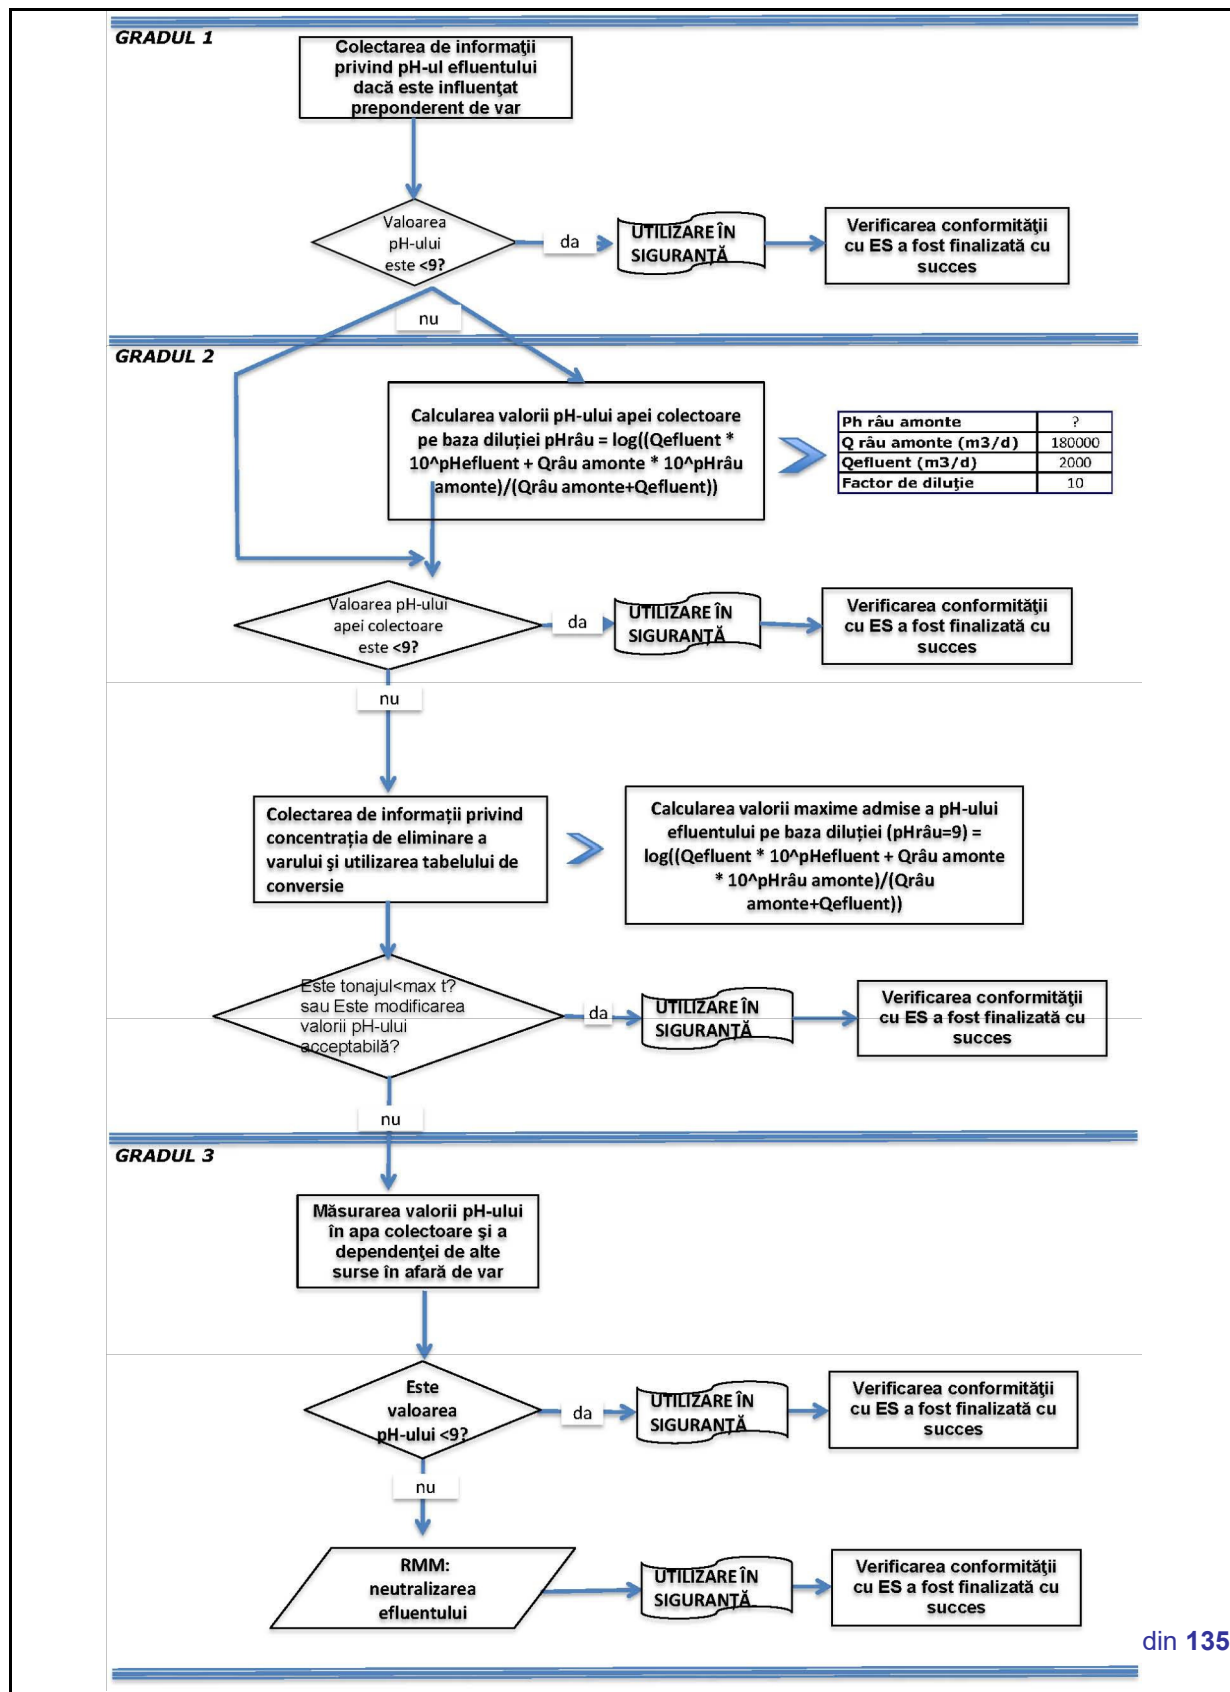 GRADUL 1
Colectarea de informaţii
privind pH-ul efluentului
dacă este influenţat
preponderent de var
Valoarea
pH-ului
este <9?
da
UTILIZARE ÎN
SIGURANȚĂ
Verificarea conformităţii
cu ES a fost finalizată cu
succes
nu
GRADUL 2
Calcularea valorii pH-ului apei colectoare
pe baza diluției pHrâu = log((Qefluent *
10^pHefluent + Qrâu amonte * 10^pHrâu
amonte)/(Qrâu amonte+Qefluent))
Ph râu amonte ?
Q râu amonte (m3/d) 180000
Qefluent (m3/d) 2000
Factor de diluţie 10
Valoarea pH-ului
apei colectoare
este <9?
da
UTILIZARE ÎN
SIGURANȚĂ
Verificarea conformităţii
cu ES a fost finalizată cu
succes
nu
Colectarea de informații privind
concentrația de eliminare a
varului și utilizarea tabelului de
conversie
Calcularea valorii maxime admise a pH-ului
efluentului pe baza diluției (pHrâu=9) =
log((Qefluent * 10^pHefluent + Qrâu amonte
* 10^pHrâu amonte)/(Qrâu
amonte+Qefluent))
Este tonajul<max t?
sau Este modificarea
valorii pH-ului
acceptabilă?
da
UTILIZARE ÎN
SIGURANȚĂ
Verificarea conformităţii
cu ES a fost finalizată cu
succes
nu
GRADUL 3
Măsurarea valorii pH-ului
în apa colectoare şi a
dependenţei de alte
surse în afară de var
Este
valoarea
pH-ului <9?
da
UTILIZARE ÎN
SIGURANȚĂ
Verificarea conformităţii
cu ES a fost finalizată cu
succes
nu
RMM:
neutralizarea
efluentului
UTILIZARE ÎN
SIGURANȚĂ
Verificarea conformităţii
cu ES a fost finalizată cu
succes
din 135